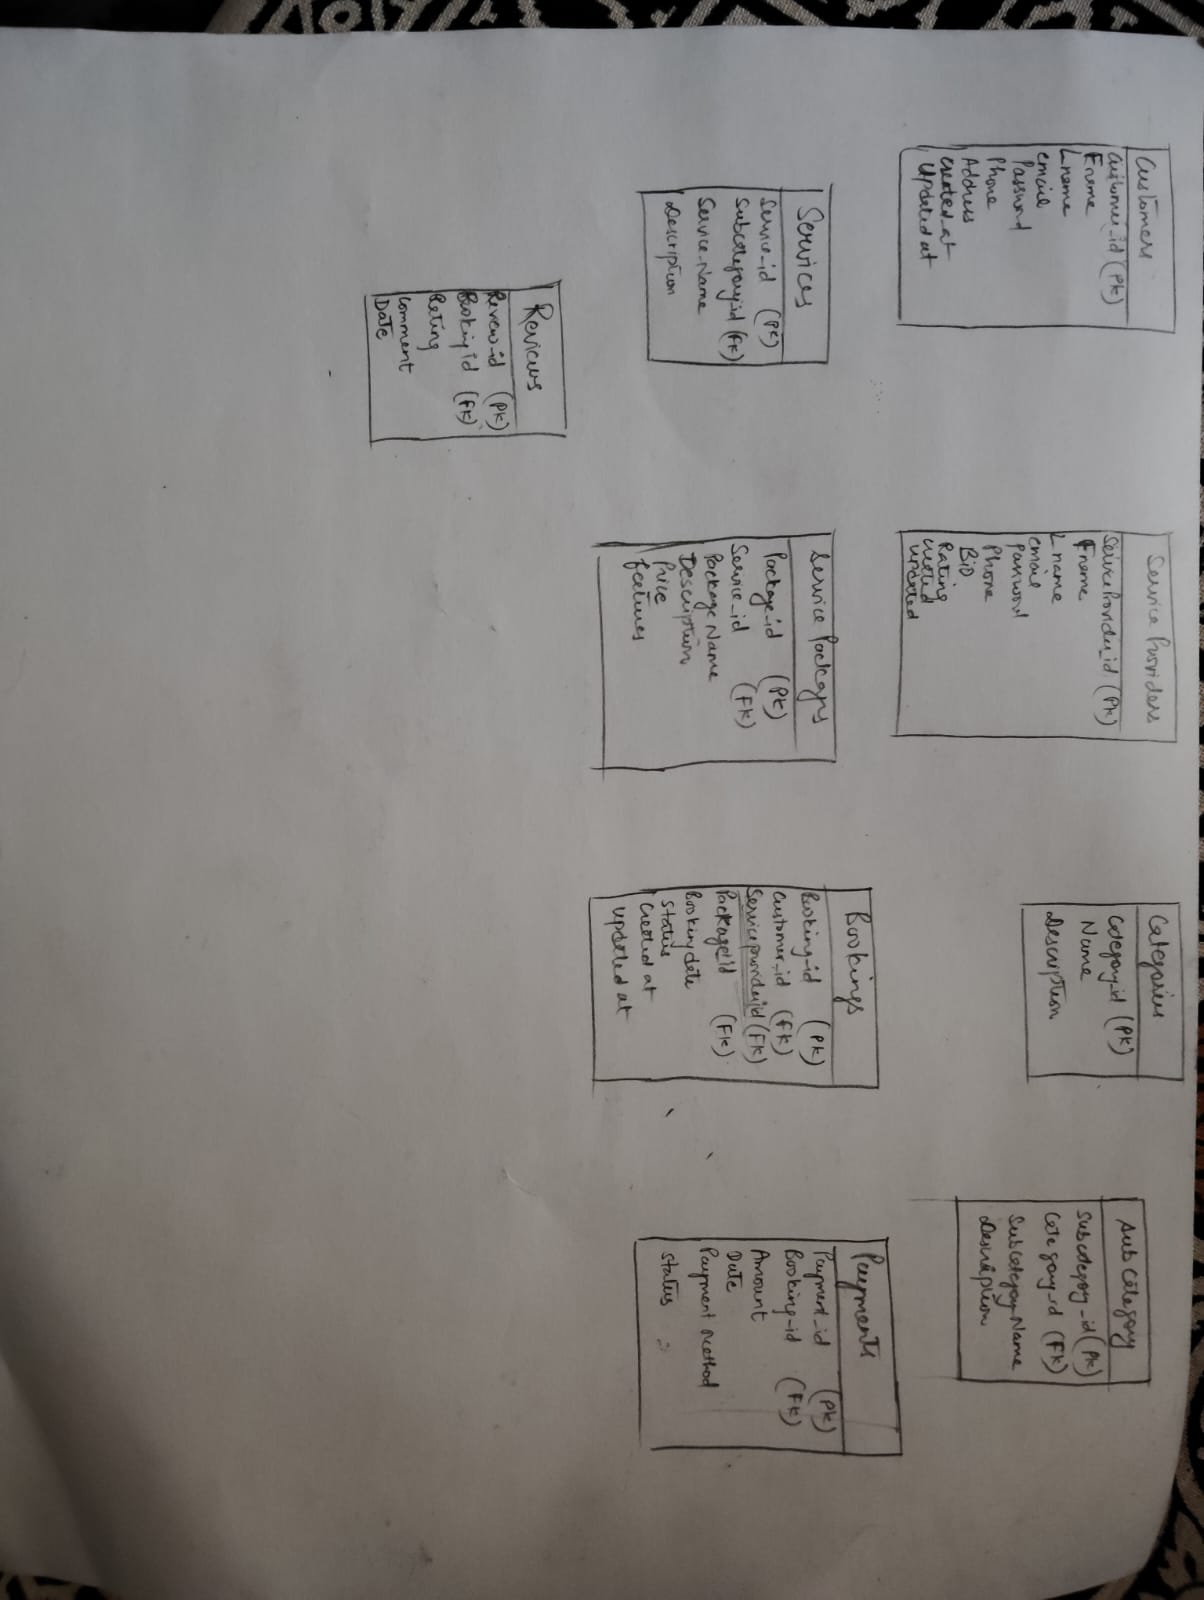 Customers
Customer_id (PK)
Fname
Lname
email
Password
Phone
Address
created_at
Updated at
Service Providers
ServiceProvider_id (PK)
Fname
Lname
email
password
Phone
BiO
Rating
created
updated
Categories
Category_id (PK)
Name
Description
Sub Category
Subcategory_id (PK)
Category_id (FK)
SubCategory Name
Description
Services
Service_id (PK)
Subcategory_id (FK)
Service Name
Description
Service Packages
Package_id (PK)
Service_id (FK)
Package Name
Description
Price
features
Bookings
Booking_id (PK)
Customer_id (FK)
Serviceprovider_id (FK)
Package_id (FK)
Booking date
Status
Created at
updated at
Payments
Payment_id (PK)
Booking_id (FK)
Amount
Date
Payment method
status
Reviews
Review_id (PK)
Booking id (FK)
Rating
comment
Date